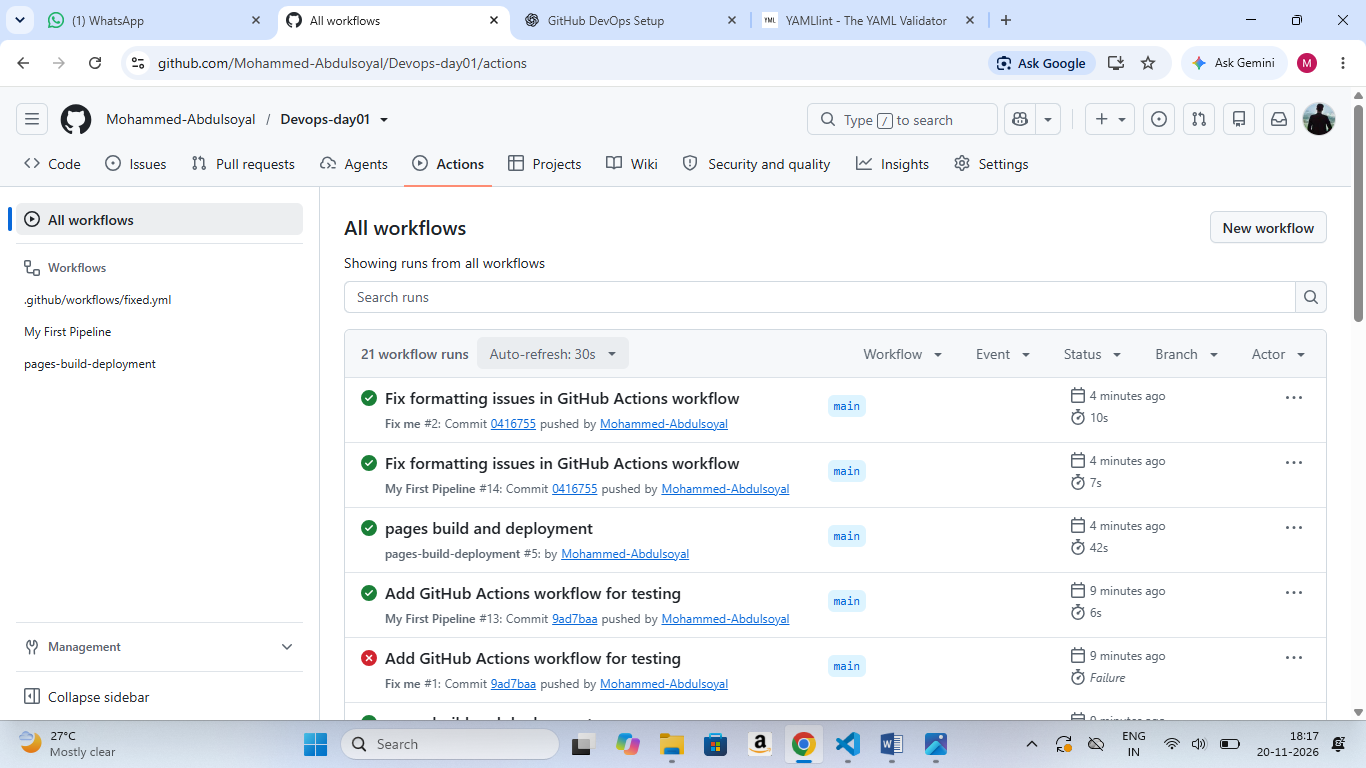 (1) WhatsApp
All workflows
GitHub DevOps Setup
YML
YAMLlint - The YAML Validator
github.com/Mohammed-Abdulsoyal/Devops-day01/actions
Ask Google
Ask Gemini
M
Mohammed-Abdulsoyal / Devops-day01
Type / to search
Code
Issues
Pull requests
Agents
Actions
Projects
Wiki
Security and quality
Insights
Settings
All workflows
Workflows
.github/workflows/fixed.yml
My First Pipeline
pages-build-deployment
Management
Collapse sidebar
All workflows
New workflow
Showing runs from all workflows
Search runs
21 workflow runs
Auto-refresh: 30s
Workflow
Event
Status
Branch
Actor
Fix formatting issues in GitHub Actions workflow
Fix me #2: Commit 0416755 pushed by Mohammed-Abdulsoyal
main
4 minutes ago
10s
Fix formatting issues in GitHub Actions workflow
My First Pipeline #14: Commit 0416755 pushed by Mohammed-Abdulsoyal
main
4 minutes ago
7s
pages build and deployment
pages-build-deployment #5: by Mohammed-Abdulsoyal
main
4 minutes ago
42s
Add GitHub Actions workflow for testing
My First Pipeline #13: Commit 9ad7baa pushed by Mohammed-Abdulsoyal
main
9 minutes ago
6s
Add GitHub Actions workflow for testing
Fix me #1: Commit 9ad7baa pushed by Mohammed-Abdulsoyal
main
9 minutes ago
Failure
27°C
Mostly clear
Search
ENG
IN
18:17
20-11-2026